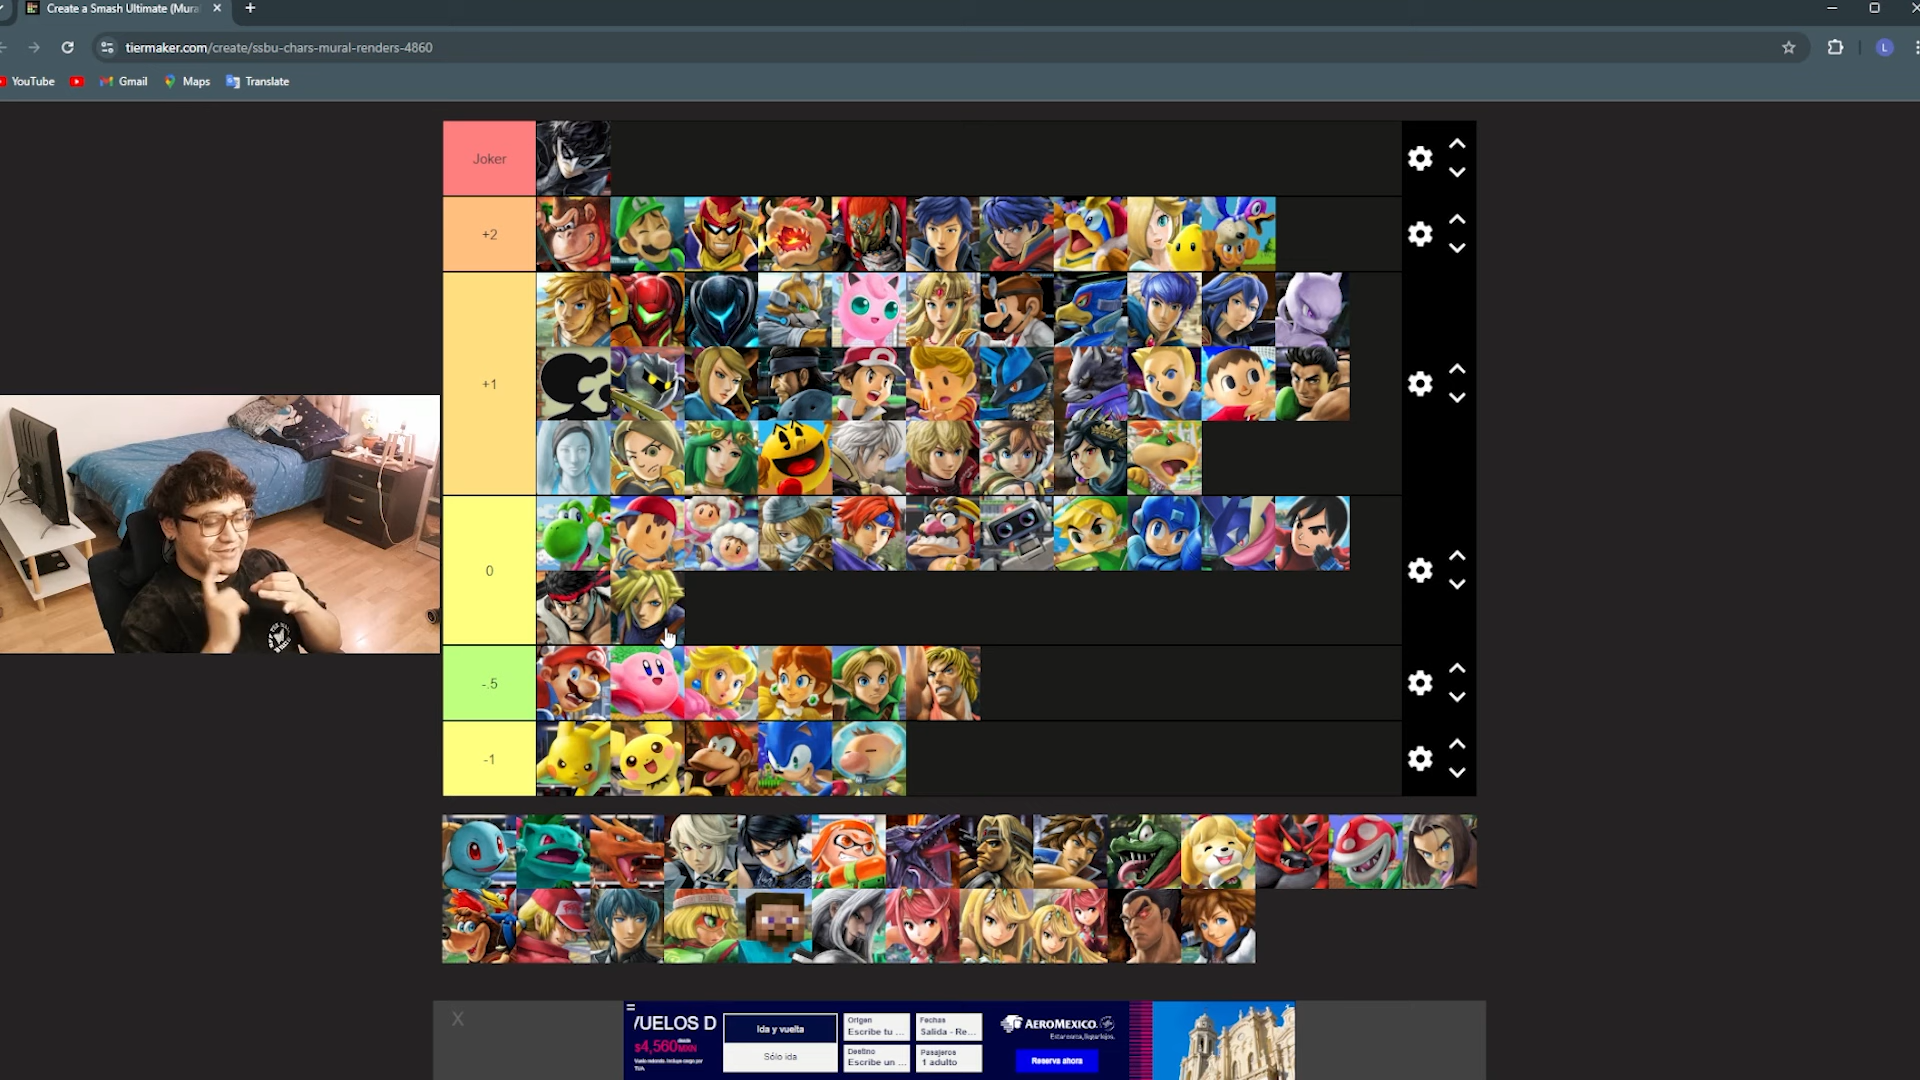 Create a Smash Ultimate (Mura
tiermaker.com/create/ssbu-chars-mural-renders-4860
L
YouTube
Gmail
Maps
Translate
Joker
+2
+1
0
-.5
-1
X
VUELOS D
desde
$4,560MXN
Ida y vuelta
Sólo ida
Origen
Escribe tu ...
Fechas
Salida - Re...
Destino
Escribe un ...
Pasajeros
1 adulto
AEROMEXICO.
Reserva ahora